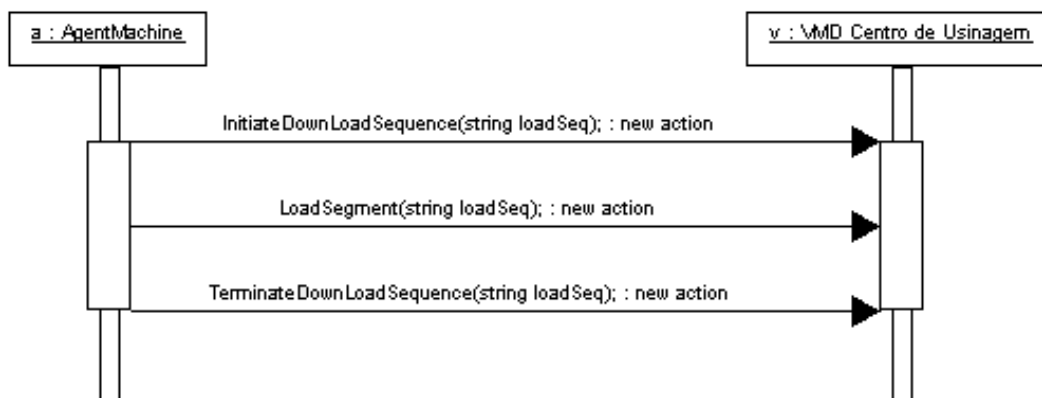 a : AgentMachine
v : VMD Centro de Usinagem
InitiateDownLoadSequence(string loadSeq); : new action
LoadSegment(string loadSeq); : new action
TerminateDownLoadSequence(string loadSeq); : new action